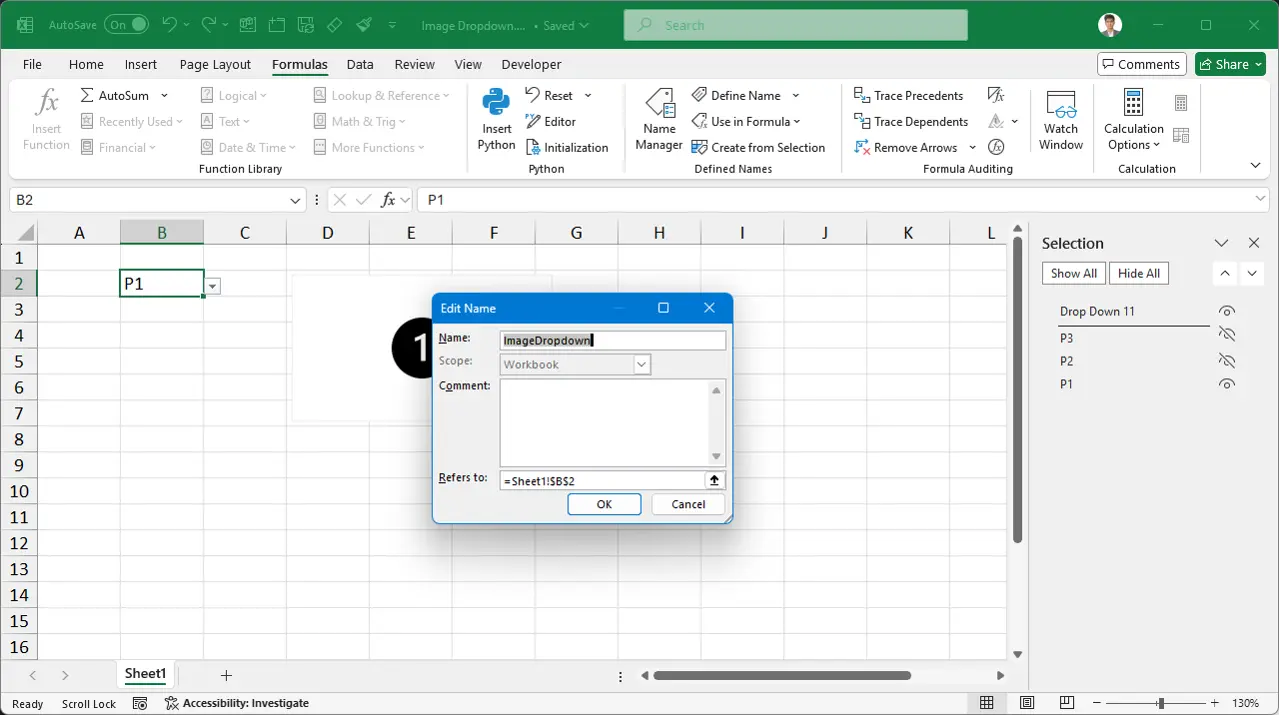 AutoSave On Image Dropdown.... • Saved Search
File Home Insert Page Layout Formulas Data Review View Developer Comments Share
fx Insert Function
AutoSum
Recently Used
Financial
Logical
Text
Date & Time
Lookup & Reference
Math & Trig
More Functions
Function Library
Insert Python
Reset
Editor
Initialization
Python
Name Manager
Define Name
Use in Formula
Create from Selection
Defined Names
Trace Precedents
Trace Dependents
Remove Arrows
Formula Auditing
Watch Window
Calculation Options
Calculation
B2 fx P1
A B C D E F G H I J K L
1
2 P1
3
4
5
6
7
8
9
10
11
12
13
14
15
16
1
Edit Name
Name: ImageDropdown
Scope: Workbook
Comment:
Refers to: =Sheet1!$B$2
OK Cancel
Selection
Show All Hide All
Drop Down 11
P3
P2
P1
Sheet1
Ready Scroll Lock Accessibility: Investigate 130%